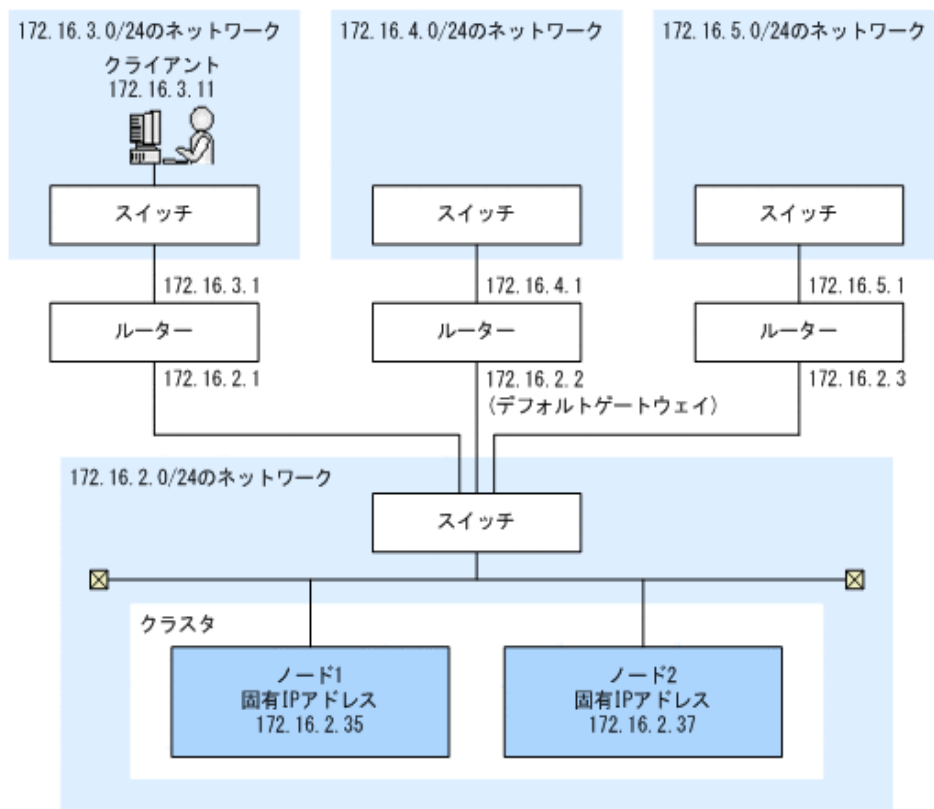 172.16.3.0/24のネットワーク
クライアント
172.16.3.11
スイッチ
172.16.3.1
ルーター
172.16.2.1
172.16.4.0/24のネットワーク
スイッチ
172.16.4.1
ルーター
172.16.2.2
(デフォルトゲートウェイ)
172.16.5.0/24のネットワーク
スイッチ
172.16.5.1
ルーター
172.16.2.3
172.16.2.0/24のネットワーク
スイッチ
クラスタ
ノード1
固有IPアドレス
172.16.2.35
ノード2
固有IPアドレス
172.16.2.37